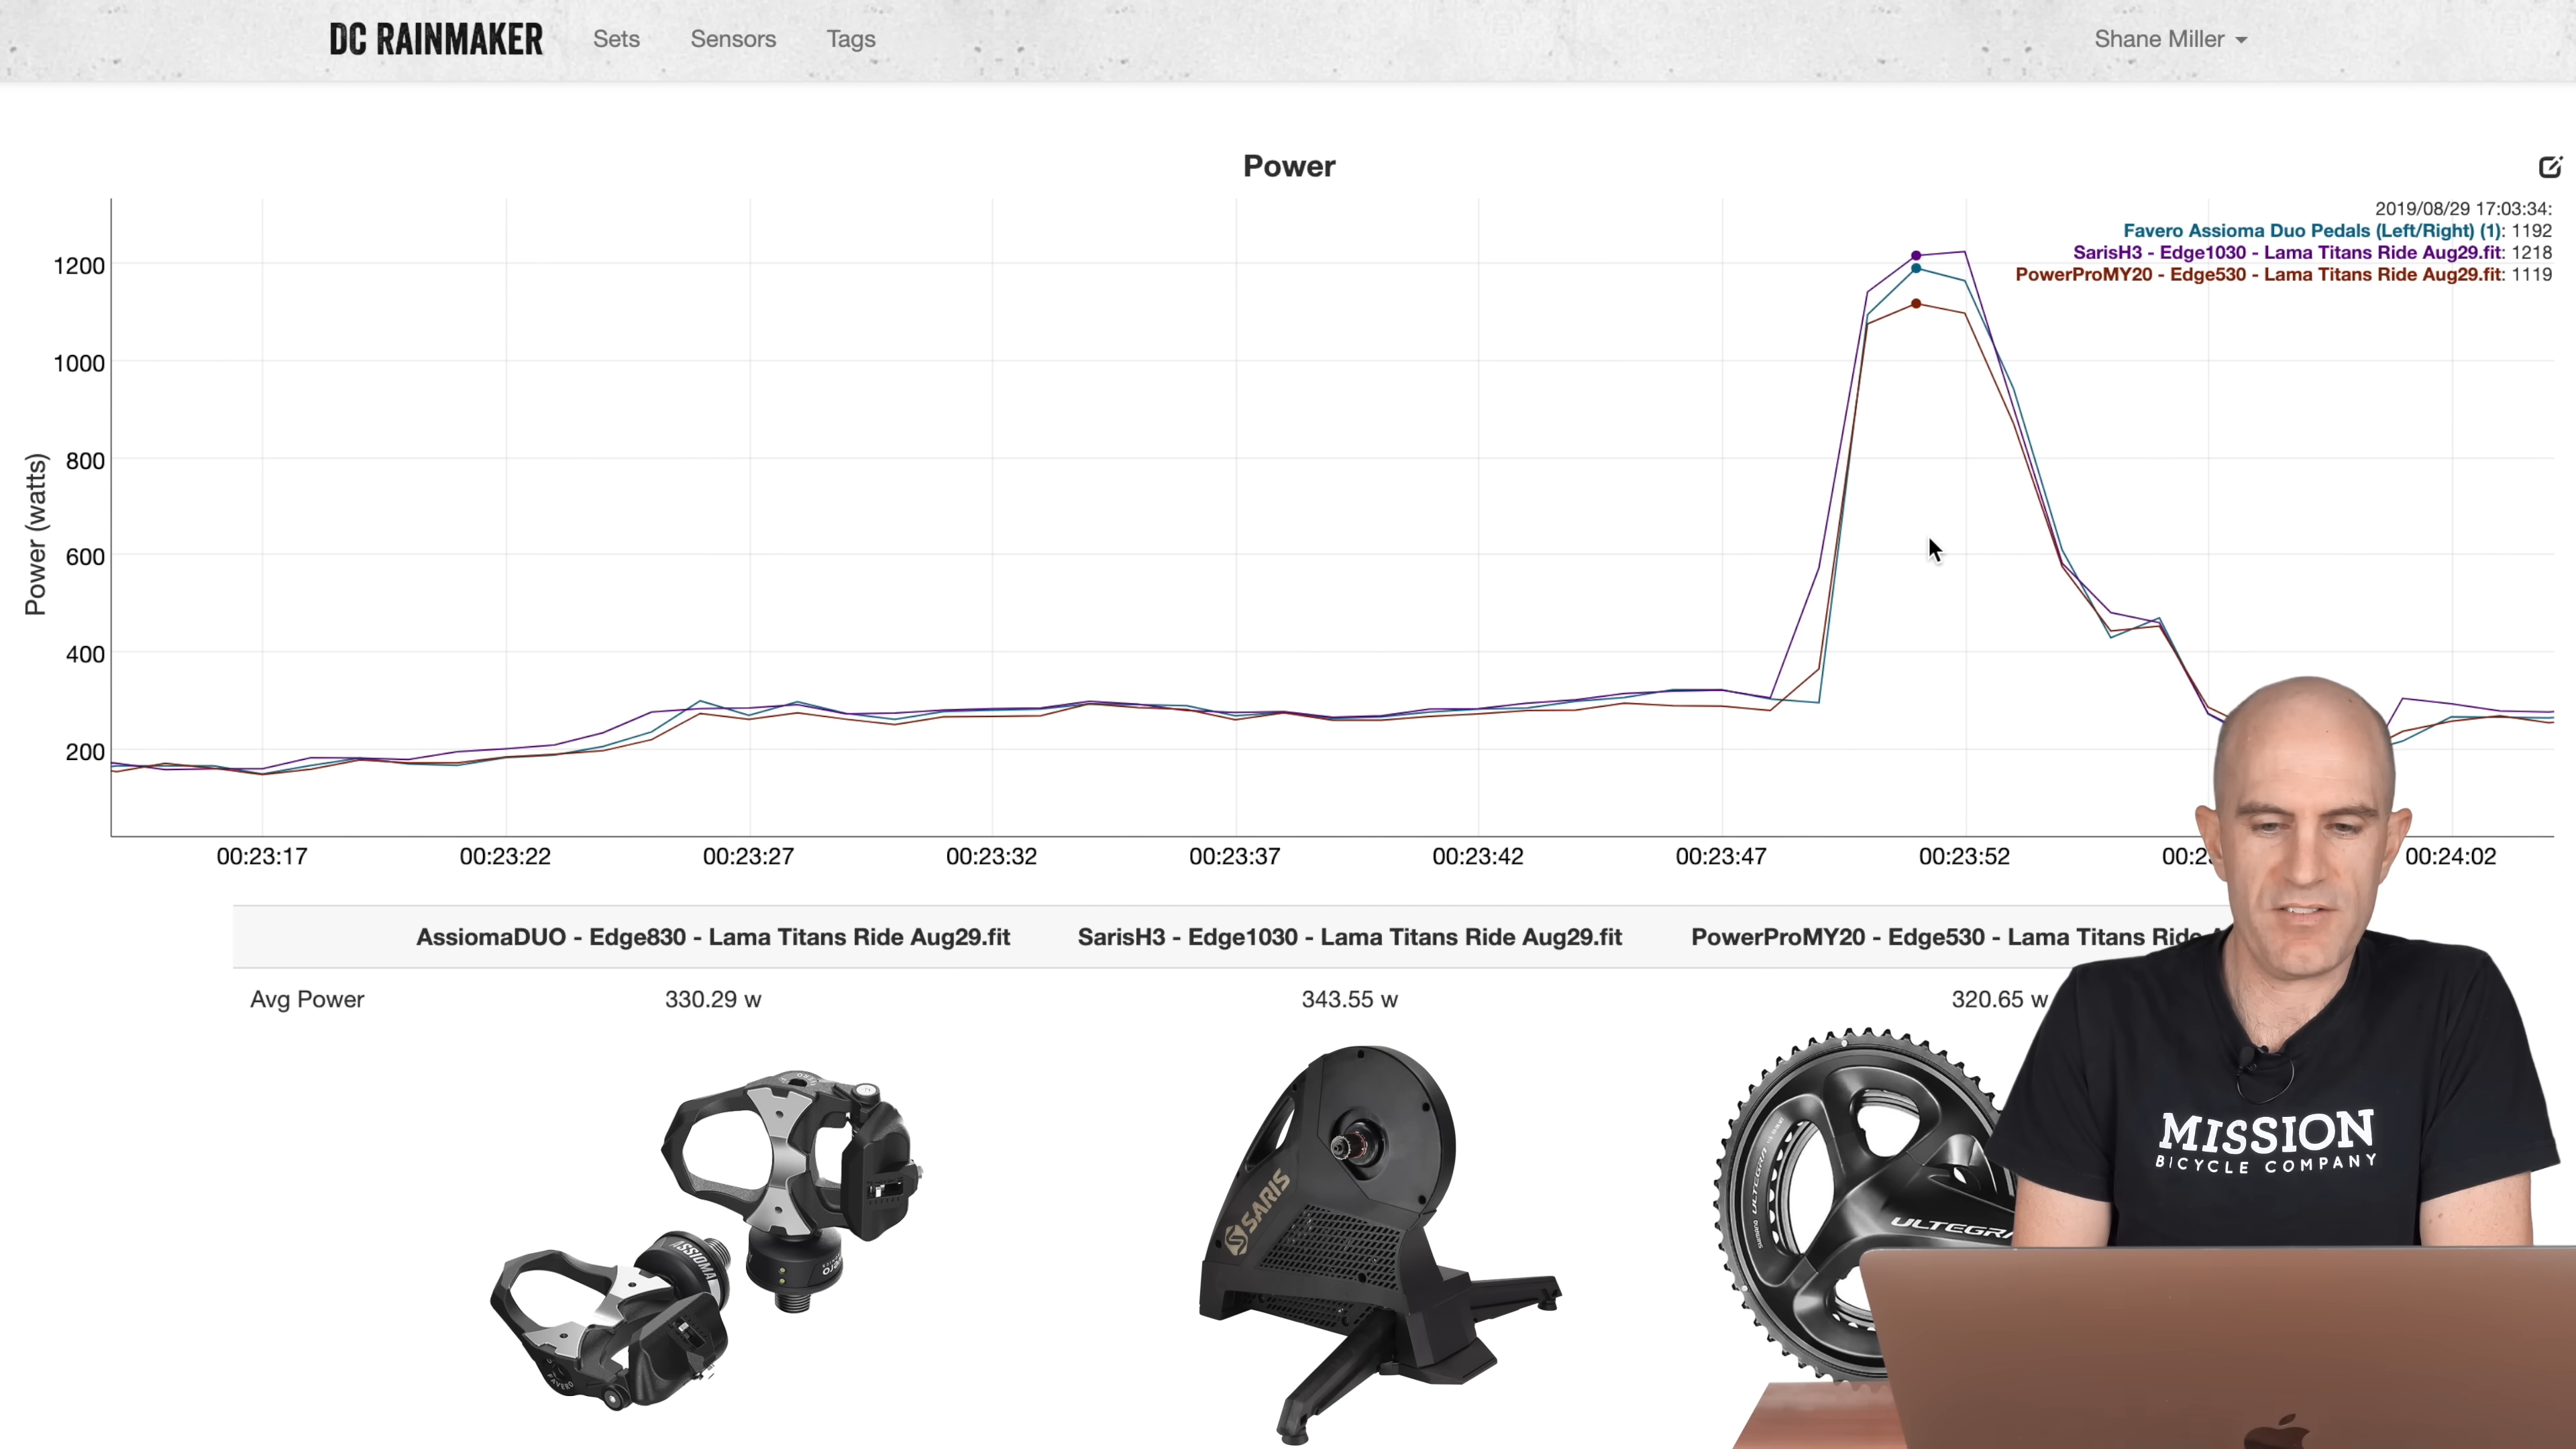 DC RAINMAKER
Sets
Sensors
Tags
Shane Miller
Power
2019/08/29 17:03:34:
Favero Assioma Duo Pedals (Left/Right) (1): 1192
SarisH3 - Edge1030 - Lama Titans Ride Aug29.fit: 1218
PowerProMY20 - Edge530 - Lama Titans Ride Aug29.fit: 1119
Power (watts)
1200
1000
800
600
400
200
00:23:17
00:23:22
00:23:27
00:23:32
00:23:37
00:23:42
00:23:47
00:23:52
00:2
00:24:02
AssiomaDUO - Edge830 - Lama Titans Ride Aug29.fit
SarisH3 - Edge1030 - Lama Titans Ride Aug29.fit
PowerProMY20 - Edge530 - Lama Titans Ride
Avg Power
330.29 w
343.55 w
320.65 w
ASSIOMA
FAVERO
SARIS
ULTEGRA
ULTEGRA
MISSION
BICYCLE COMPANY